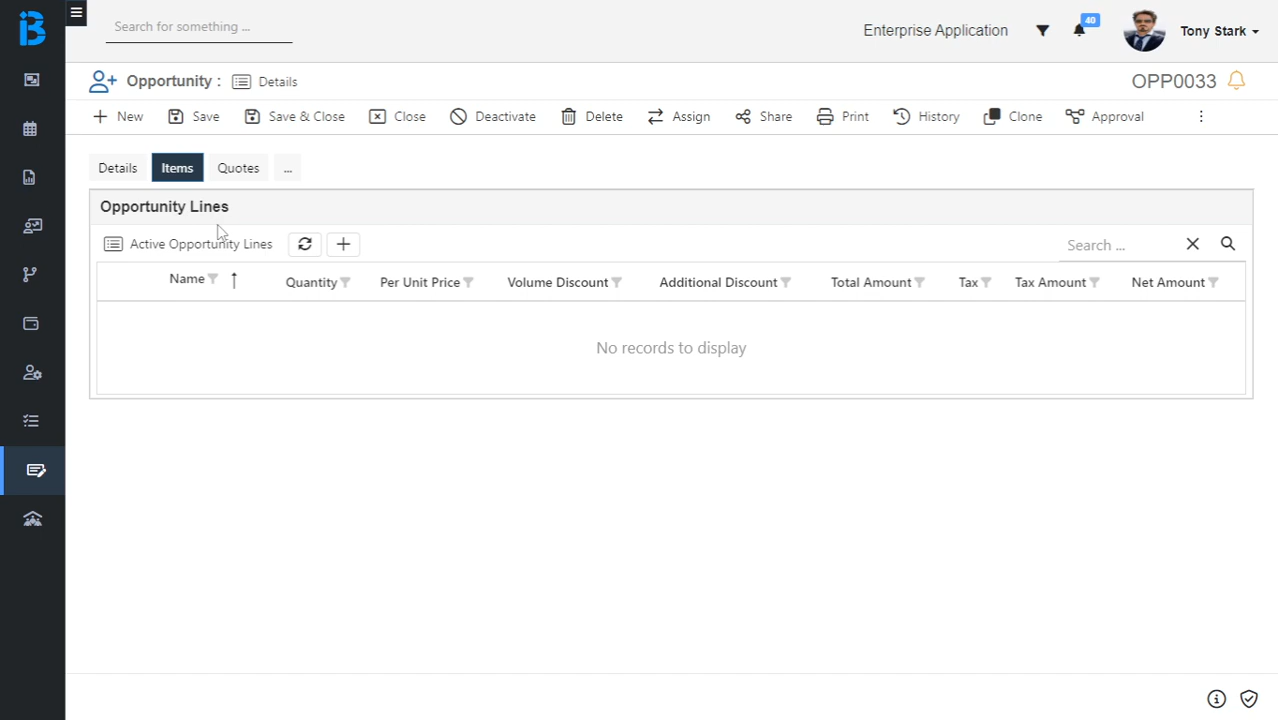 Search for something ...
Enterprise Application
40
Tony Stark
Opportunity :
Details
OPP0033
New
Save
Save & Close
Close
Deactivate
Delete
Assign
Share
Print
History
Clone
Approval
Details
Items
Quotes
...
Opportunity Lines
Active Opportunity Lines
Search ...
Name
Quantity
Per Unit Price
Volume Discount
Additional Discount
Total Amount
Tax
Tax Amount
Net Amount
No records to display